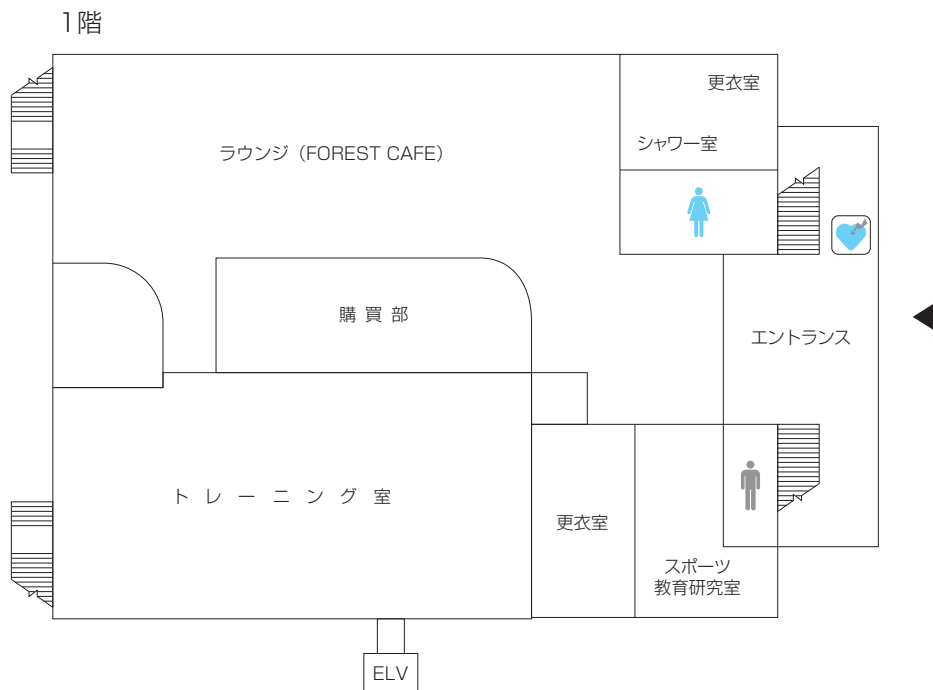 1階
更衣室
シャワー室
ラウンジ（FOREST CAFE）
購買部
エントランス
トレーニング室
更衣室
スポーツ
教育研究室
ELV